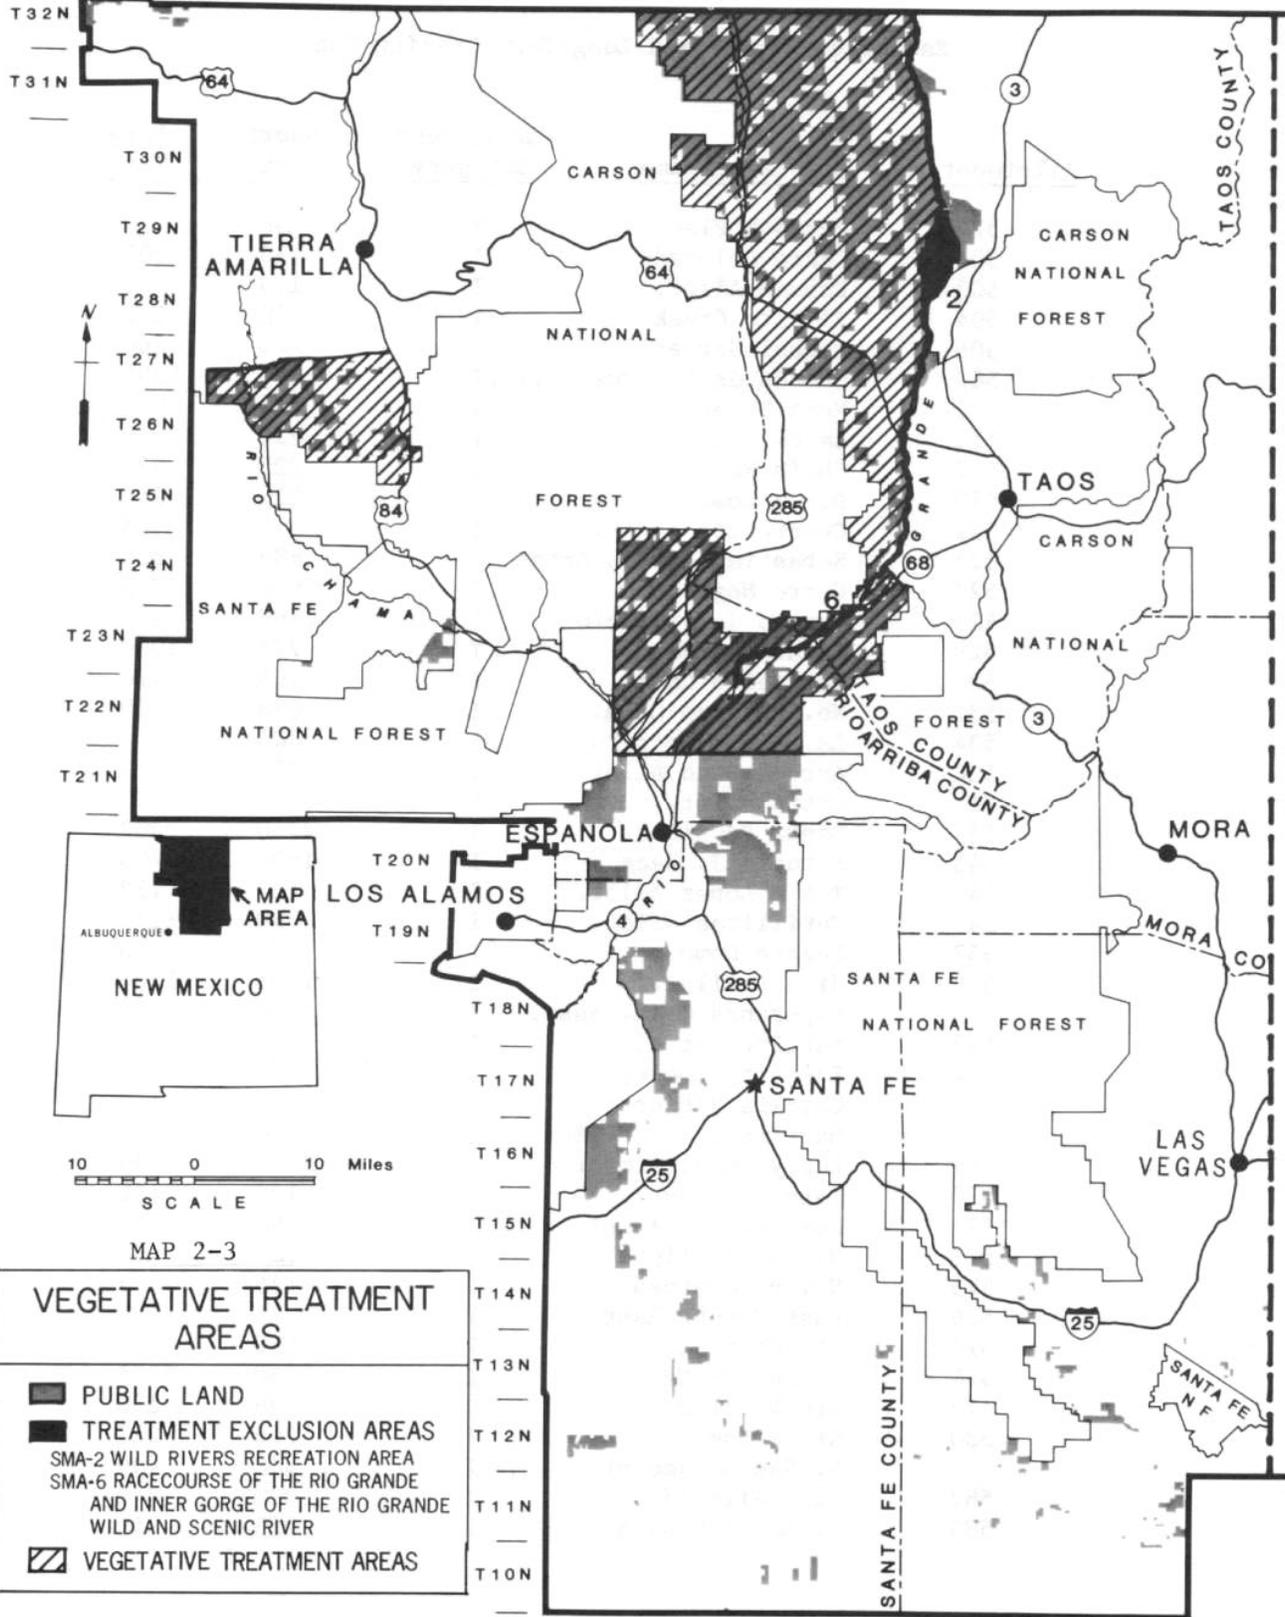 T32N
T31N
T30N
T29N
T28N
T27N
T26N
T25N
T24N
T23N
T22N
T21N
T20N
T19N
T18N
T17N
T16N
T15N
T14N
T13N
T12N
T11N
T10N
64
3
TAOS COUNTY
CARSON
TIERRA
AMARILLA
64
CARSON
NATIONAL
FOREST
2
N
NATIONAL
RIO
GRANDE
TAOS
FOREST
285
84
CARSON
68
RIO CHAMA
SANTA FE
6
NATIONAL
TAOS COUNTY
RIO ARRIBA COUNTY
FOREST
3
NATIONAL FOREST
ESPANOLA
MORA
LOS ALAMOS
RIO
4
MORA CO
MAP
AREA
ALBUQUERQUE
NEW MEXICO
285
SANTA FE
NATIONAL FOREST
SANTA FE
LAS
VEGAS
25
10 0 10 Miles
SCALE
MAP 2-3
25
SANTA FE
N F
SANTA FE COUNTY
VEGETATIVE TREATMENT
AREAS
PUBLIC LAND
TREATMENT EXCLUSION AREAS
SMA-2 WILD RIVERS RECREATION AREA
SMA-6 RACECOURSE OF THE RIO GRANDE
AND INNER GORGE OF THE RIO GRANDE
WILD AND SCENIC RIVER
VEGETATIVE TREATMENT AREAS